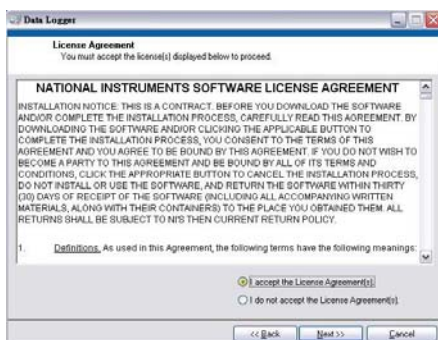 Data Logger
License Agreement
You must accept the license(s) displayed below to proceed.
NATIONAL INSTRUMENTS SOFTWARE LICENSE AGREEMENT
INSTALLATION NOTICE: THIS IS A CONTRACT. BEFORE YOU DOWNLOAD THE SOFTWARE
AND/OR COMPLETE THE INSTALLATION PROCESS, CAREFULLY READ THIS AGREEMENT. BY
DOWNLOADING THE SOFTWARE AND/OR CLICKING THE APPLICABLE BUTTON TO
COMPLETE THE INSTALLATION PROCESS, YOU CONSENT TO THE TERMS OF THIS
AGREEMENT AND YOU AGREE TO BE BOUND BY THIS AGREEMENT. IF YOU DO NOT WISH TO
BECOME A PARTY TO THIS AGREEMENT AND BE BOUND BY ALL OF ITS TERMS AND
CONDITIONS, CLICK THE APPROPRIATE BUTTON TO CANCEL THE INSTALLATION PROCESS,
DO NOT INSTALL OR USE THE SOFTWARE, AND RETURN THE SOFTWARE WITHIN THIRTY
(30) DAYS OF RECEIPT OF THE SOFTWARE (INCLUDING ALL ACCOMPANYING WRITTEN
MATERIALS, ALONG WITH THEIR CONTAINERS) TO THE PLACE YOU OBTAINED THEM. ALL
RETURNS SHALL BE SUBJECT TO NI'S THEN CURRENT RETURN POLICY.
1. Definitions. As used in this Agreement, the following terms have the following meanings:
I accept the License Agreement(s).
I do not accept the License Agreement(s).
<< Back Next >> Cancel